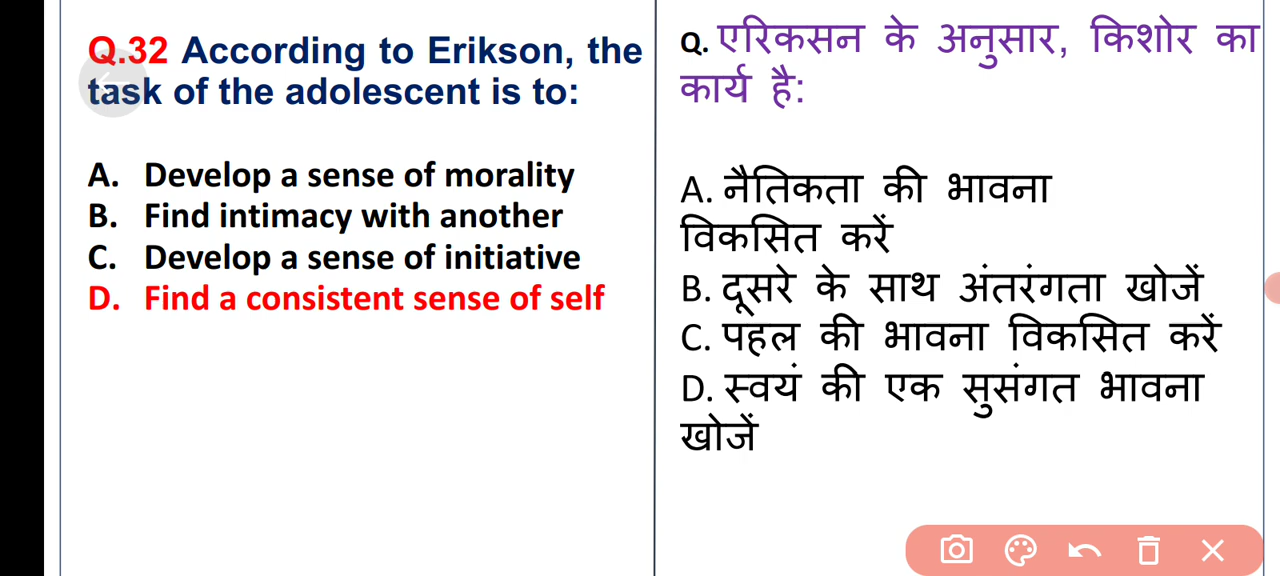 Q.32 According to Erikson, the
task of the adolescent is to:
A. Develop a sense of morality
B. Find intimacy with another
C. Develop a sense of initiative
D. Find a consistent sense of self
Q. एरिकसन के अनुसार, किशोर का
कार्य है:
A. नैतिकता की भावना
विकसित करें
B. दूसरे के साथ अंतरंगता खोजें
C. पहल की भावना विकसित करें
D. स्वयं की एक सुसंगत भावना
खोजें